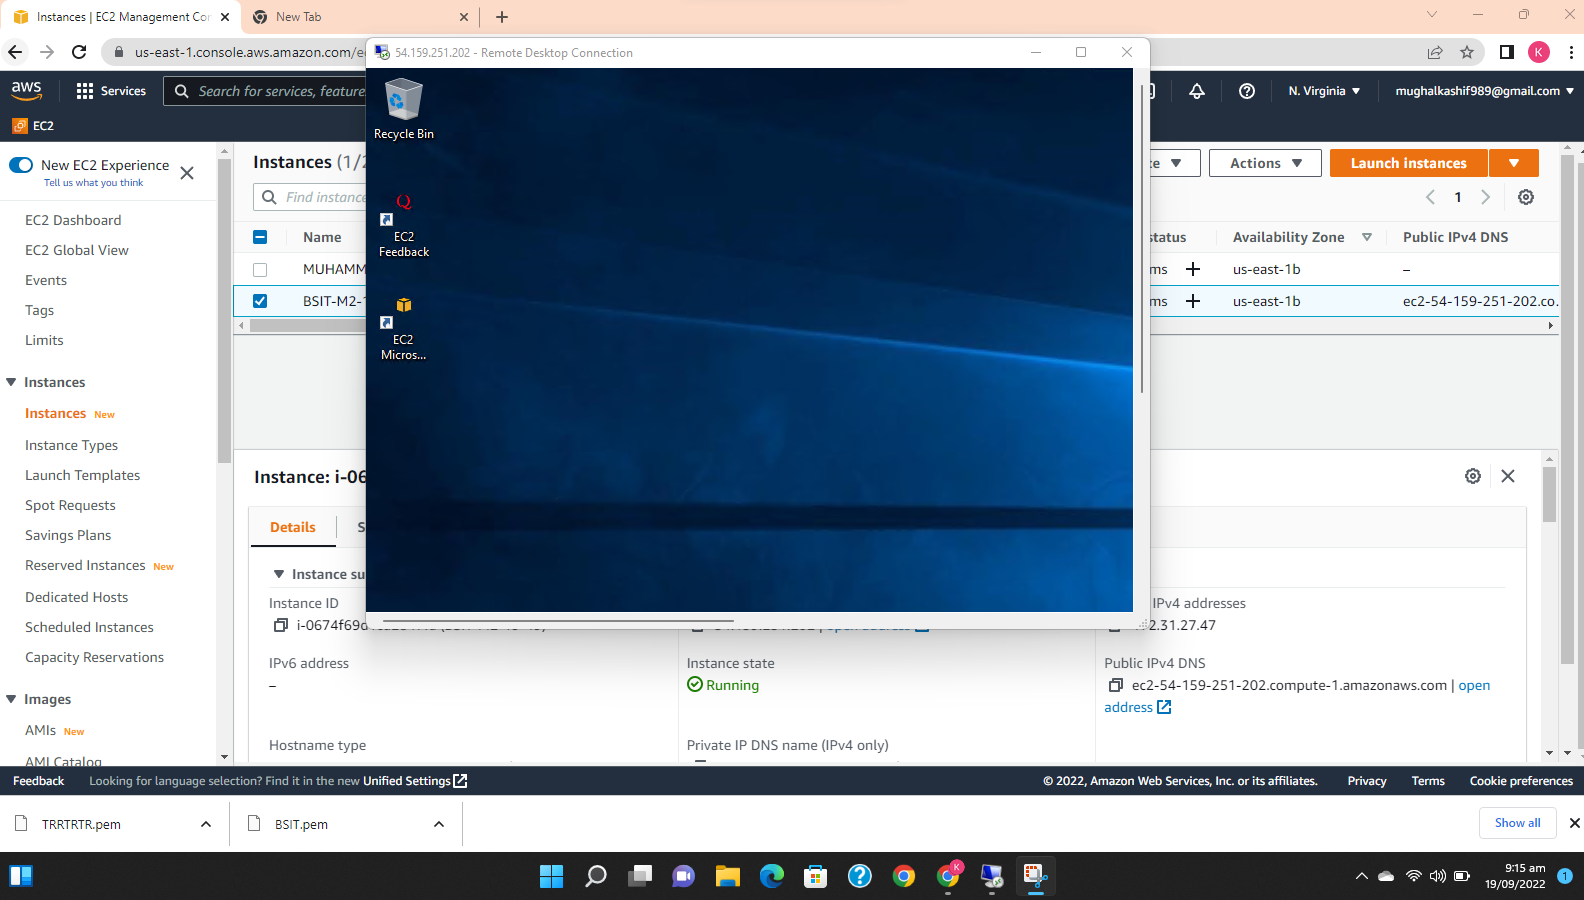 Instances | EC2 Management Cor
New Tab
us-east-1.console.aws.amazon.com/e
K
54.159.251.202 - Remote Desktop Connection
aws
Services
Search for services, feature
N. Virginia
mughalkashif989@gmail.com
EC2
New EC2 Experience
Tell us what you think
EC2 Dashboard
EC2 Global View
Events
Tags
Limits
Instances
Instances New
Instance Types
Launch Templates
Spot Requests
Savings Plans
Reserved Instances New
Dedicated Hosts
Scheduled Instances
Capacity Reservations
Images
AMIs New
AMI Catalog
Instances (1/2
Find instance
Actions
Launch instances
1
Name
status
Availability Zone
Public IPv4 DNS
MUHAMM
ms
us-east-1b
–
BSIT-M2-1
ms
us-east-1b
ec2-54-159-251-202.co.
Recycle Bin
Q
EC2
Feedback
EC2
Micros...
Instance: i-06
Details
S
Instance su
Instance ID
IPv4 addresses
IPv6 address
–
Instance state
Running
Public IPv4 DNS
ec2-54-159-251-202.compute-1.amazonaws.com | open
address
Hostname type
Private IP DNS name (IPv4 only)
Feedback
Looking for language selection? Find it in the new Unified Settings
© 2022, Amazon Web Services, Inc. or its affiliates.
Privacy
Terms
Cookie preferences
TRRTRTR.pem
BSIT.pem
Show all
K
9:15 am
19/09/2022
1